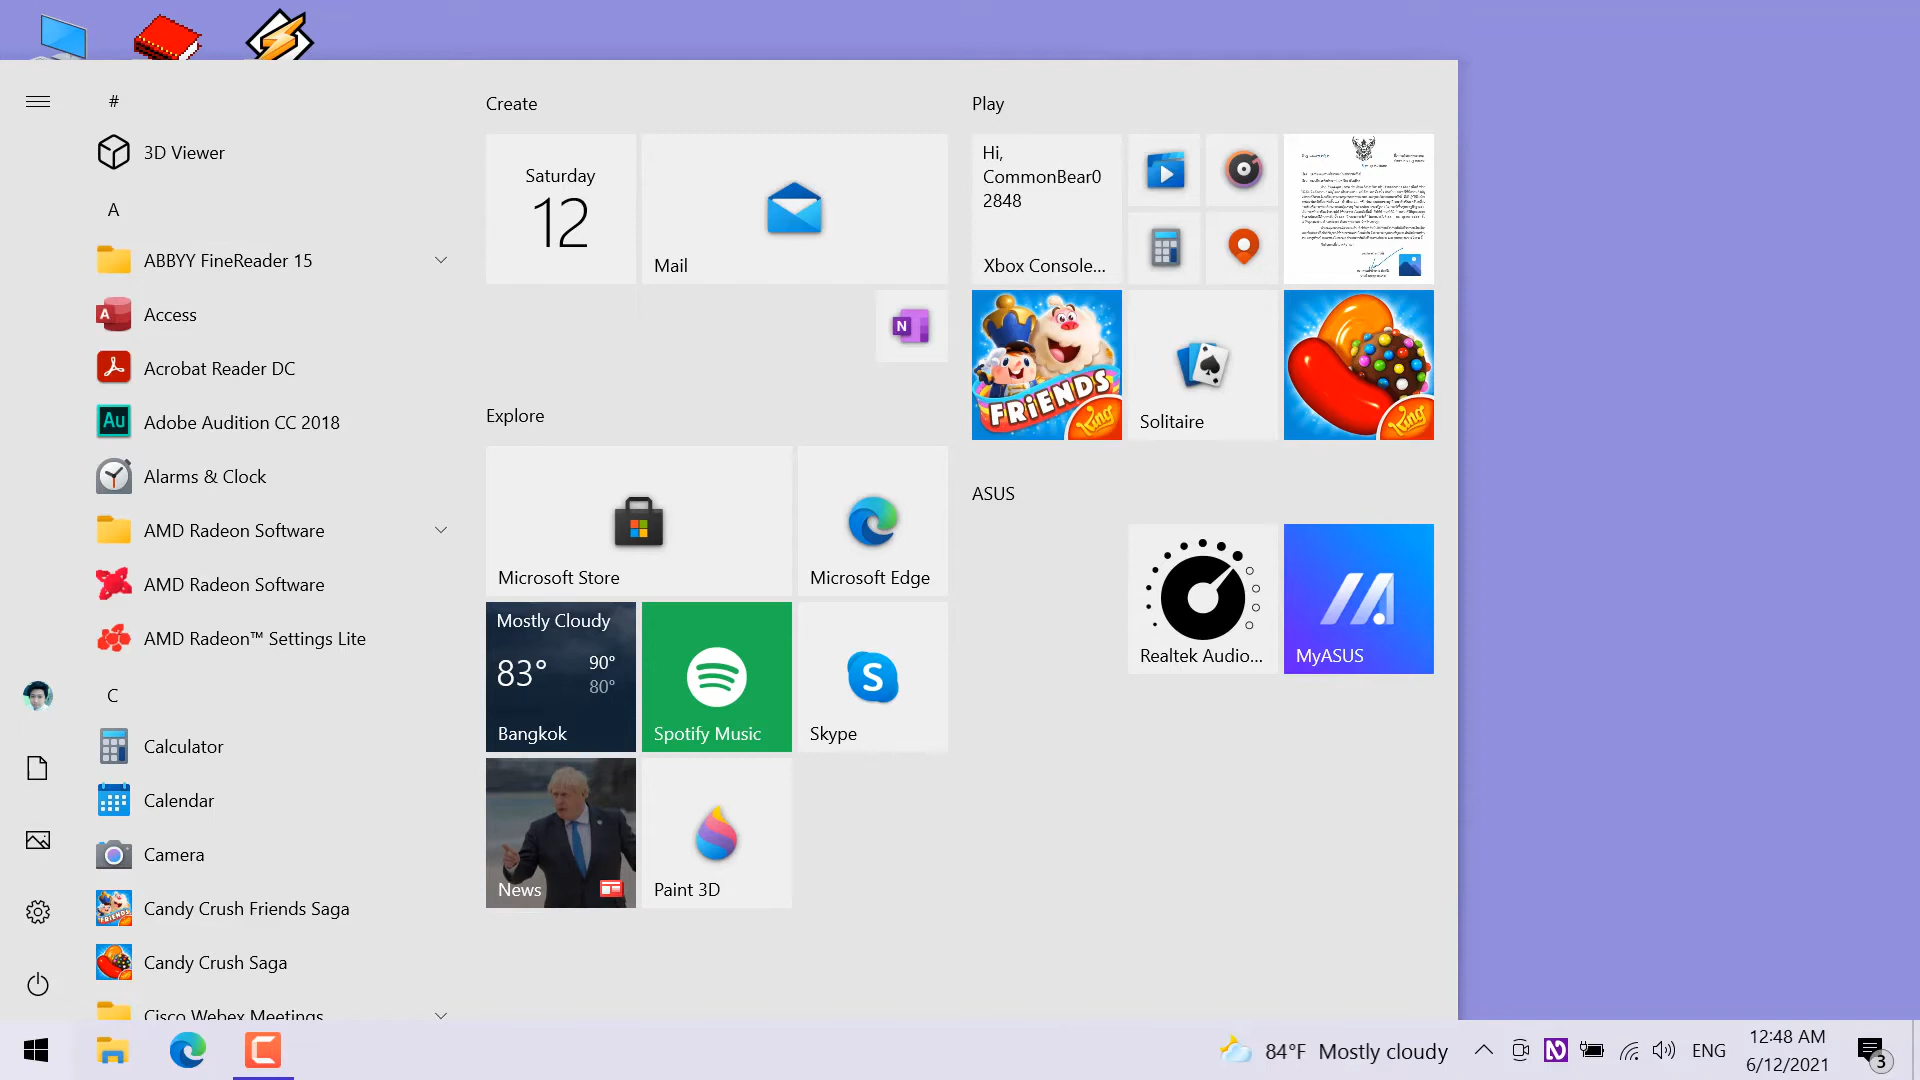 #
3D Viewer
A
ABBYY FineReader 15
Access
Acrobat Reader DC
Adobe Audition CC 2018
Alarms & Clock
AMD Radeon Software
AMD Radeon Software
AMD Radeon™ Settings Lite
C
Calculator
Calendar
Camera
Candy Crush Friends Saga
Candy Crush Saga
Cisco Webex Meetings
Create
Saturday
12
Mail
N
Explore
Microsoft Store
Microsoft Edge
Mostly Cloudy
83°
90°
80°
Bangkok
Spotify Music
S
Skype
News
Paint 3D
Play
Hi,
CommonBear0
2848
Xbox Console...
FRiENDS
King
Solitaire
King
ASUS
Realtek Audio...
MyASUS
84°F Mostly cloudy
ENG
12:48 AM
6/12/2021
3